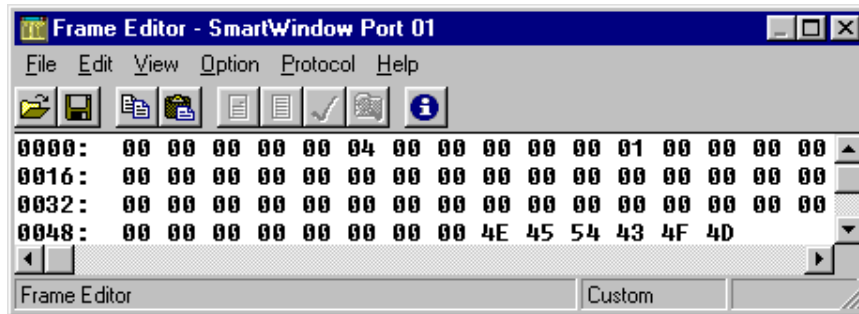 Frame Editor - SmartWindow Port 01
File Edit View Option Protocol Help
0000: 00 00 00 00 00 04 00 00 00 00 00 01 00 00 00 00
0016: 00 00 00 00 00 00 00 00 00 00 00 00 00 00 00 00
0032: 00 00 00 00 00 00 00 00 00 00 00 00 00 00 00 00
0048: 00 00 00 00 00 00 00 00 4E 45 54 43 4F 4D
Frame Editor Custom